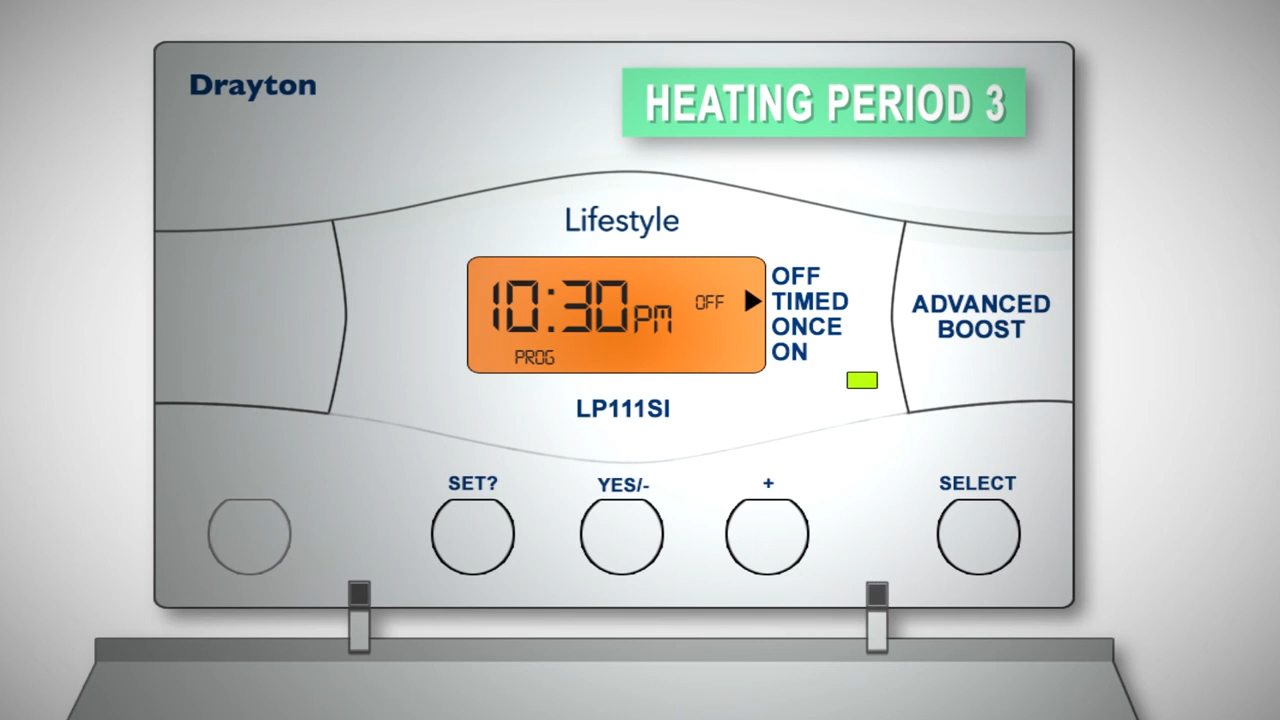 Drayton
HEATING PERIOD 3
Lifestyle
10:30PM OFF
PROG
OFF
TIMED
ONCE
ON
ADVANCED
BOOST
LP111SI
SET?
YES/-
+
SELECT